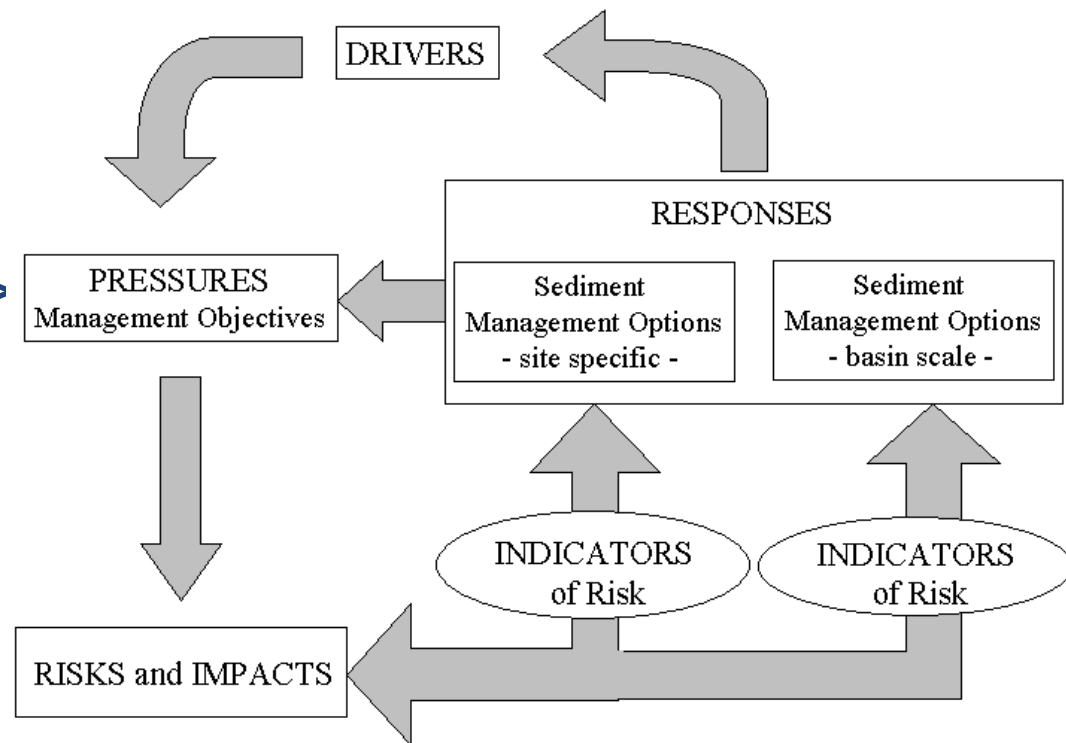 DRIVERS
RESPONSES
PRESSURES
Management Objectives
Sediment
Management Options
- site specific -
Sediment
Management Options
- basin scale -
INDICATORS
of Risk
INDICATORS
of Risk
RISKS and IMPACTS